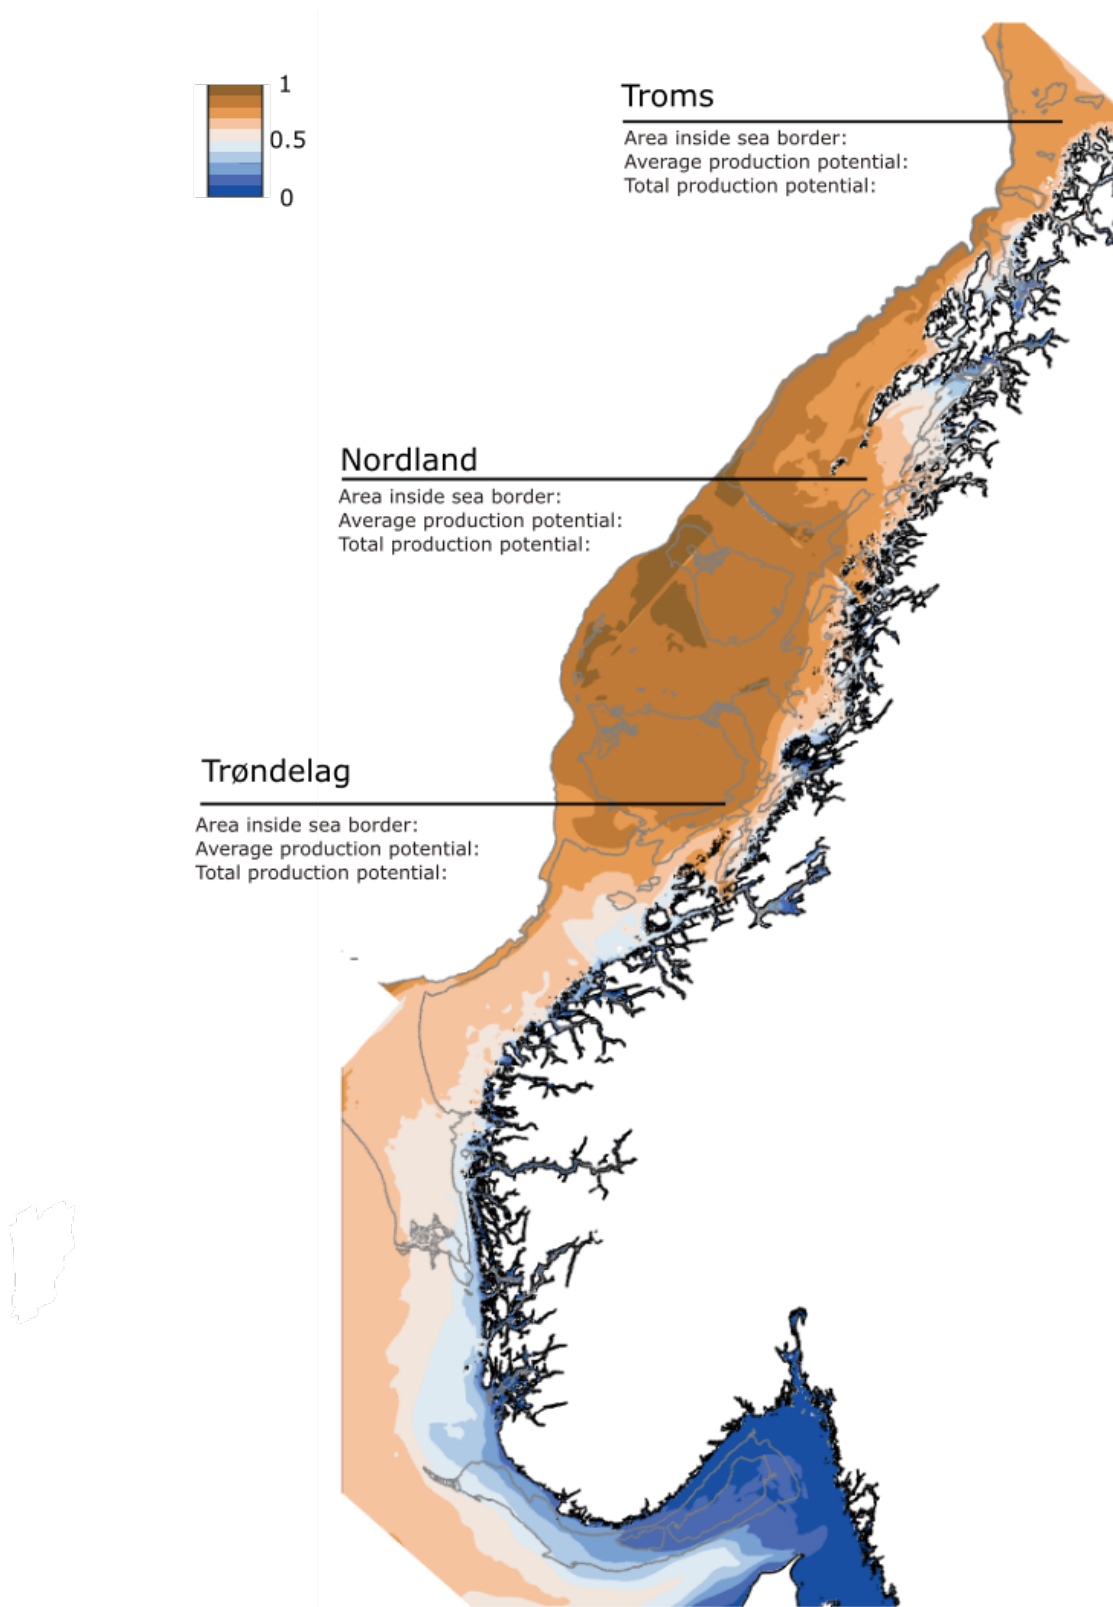 1
0.5
0
Troms
Area inside sea border:
Average production potential:
Total production potential:
Nordland
Area inside sea border:
Average production potential:
Total production potential:
Trøndelag
Area inside sea border:
Average production potential:
Total production potential: